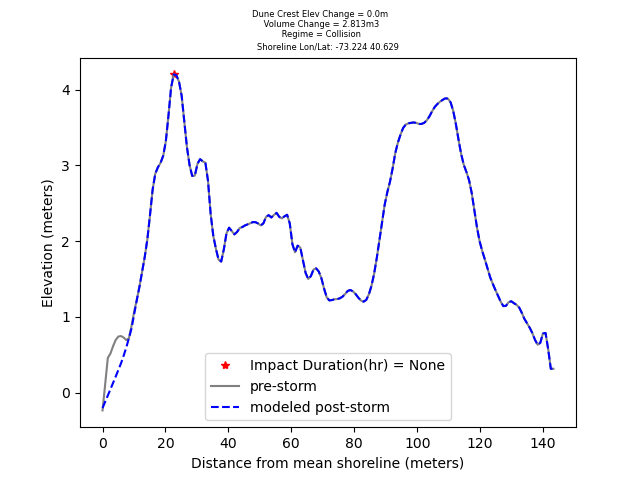 Dune Crest Elev Change = 0.0m
Volume Change = 2.813m3
Regime = Collision
Shoreline Lon/Lat: -73.224 40.629
Elevation (meters)
4
3
2
1
0
Impact Duration(hr) = None
pre-storm
modeled post-storm
0 20 40 60 80 100 120 140
Distance from mean shoreline (meters)